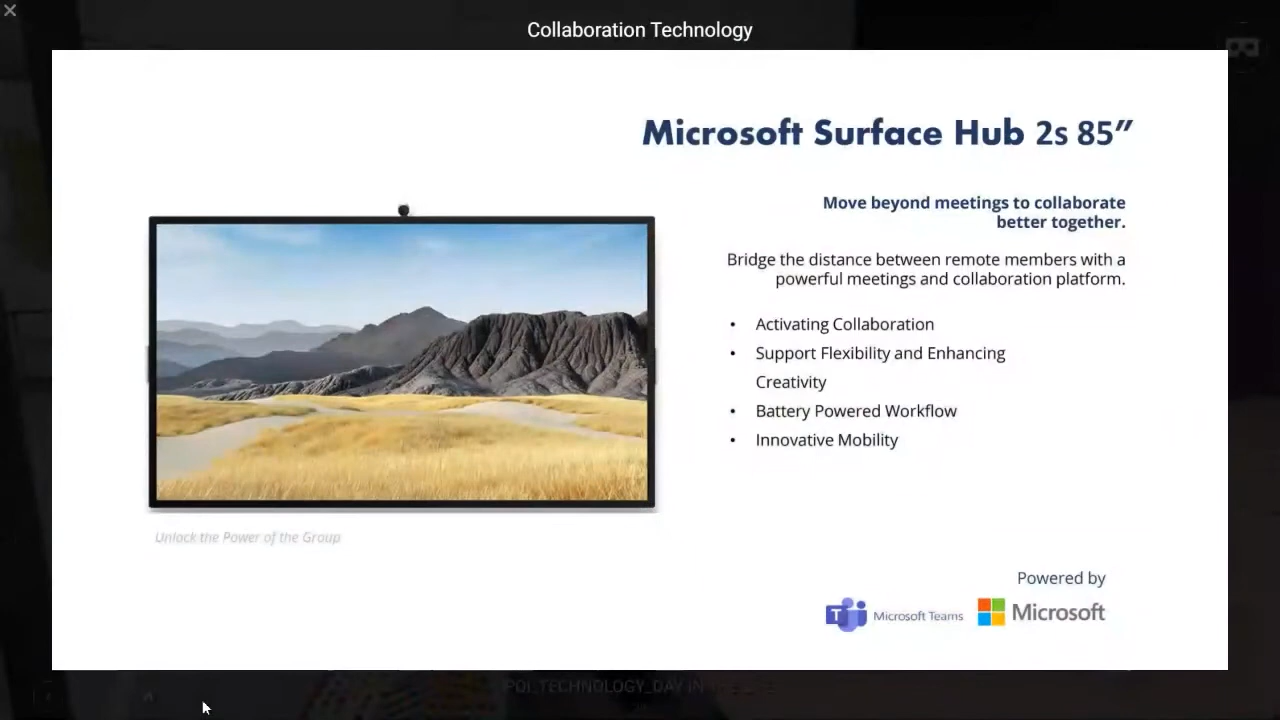 Collaboration Technology
Microsoft Surface Hub 2s 85”
Move beyond meetings to collaborate
better together.
Bridge the distance between remote members with a
powerful meetings and collaboration platform.
• Activating Collaboration
• Support Flexibility and Enhancing
Creativity
• Battery Powered Workflow
• Innovative Mobility
Unlock the Power of the Group
Powered by
T Microsoft Teams Microsoft
TECHNOLOGY_DAY IN